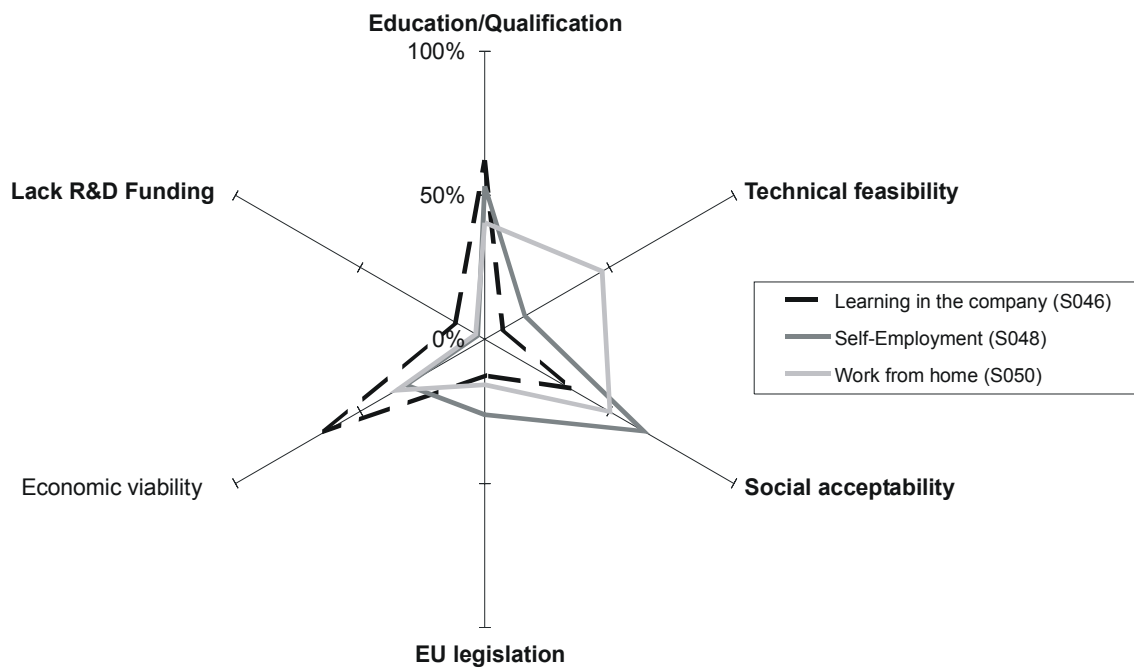 Education/Qualification
100%
Lack R&D Funding
50%
Technical feasibility
Learning in the company (S046)
0%
Self-Employment (S048)
Work from home (S050)
Economic viability
Social acceptability
EU legislation